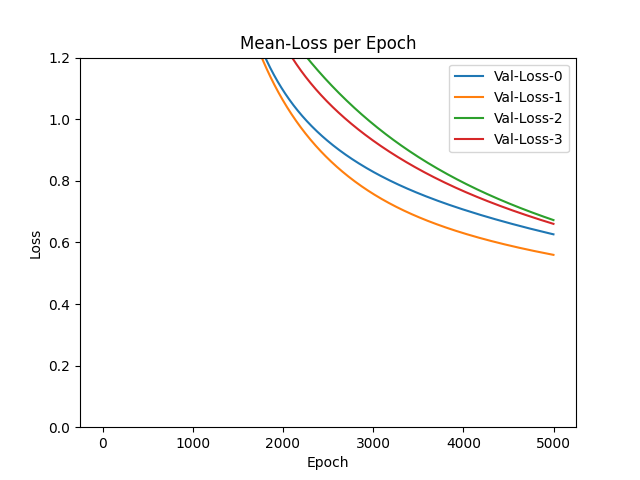 Mean-Loss per Epoch
1.2
1.0
0.8
0.6
0.4
0.2
0.0
Loss
Val-Loss-0
Val-Loss-1
Val-Loss-2
Val-Loss-3
0 1000 2000 3000 4000 5000
Epoch